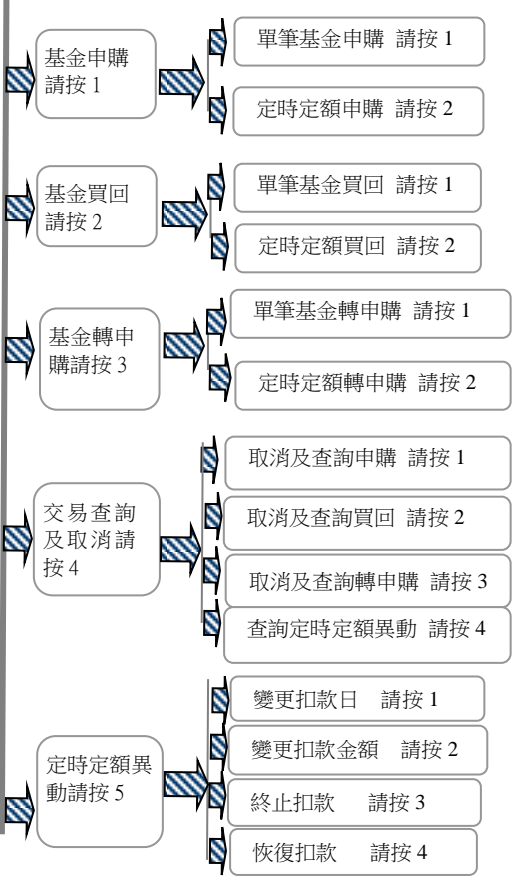 基金申購
請按 1
單筆基金申購 請按 1
定時定額申購 請按 2
基金買回
請按 2
單筆基金買回 請按 1
定時定額買回 請按 2
基金轉申
購請按 3
單筆基金轉申購 請按 1
定時定額轉申購 請按 2
交易查詢
及取消請
按 4
取消及查詢申購 請按 1
取消及查詢買回 請按 2
取消及查詢轉申購 請按 3
查詢定時定額異動 請按 4
定時定額異
動請按 5
變更扣款日 請按 1
變更扣款金額 請按 2
終止扣款 請按 3
恢復扣款 請按 4